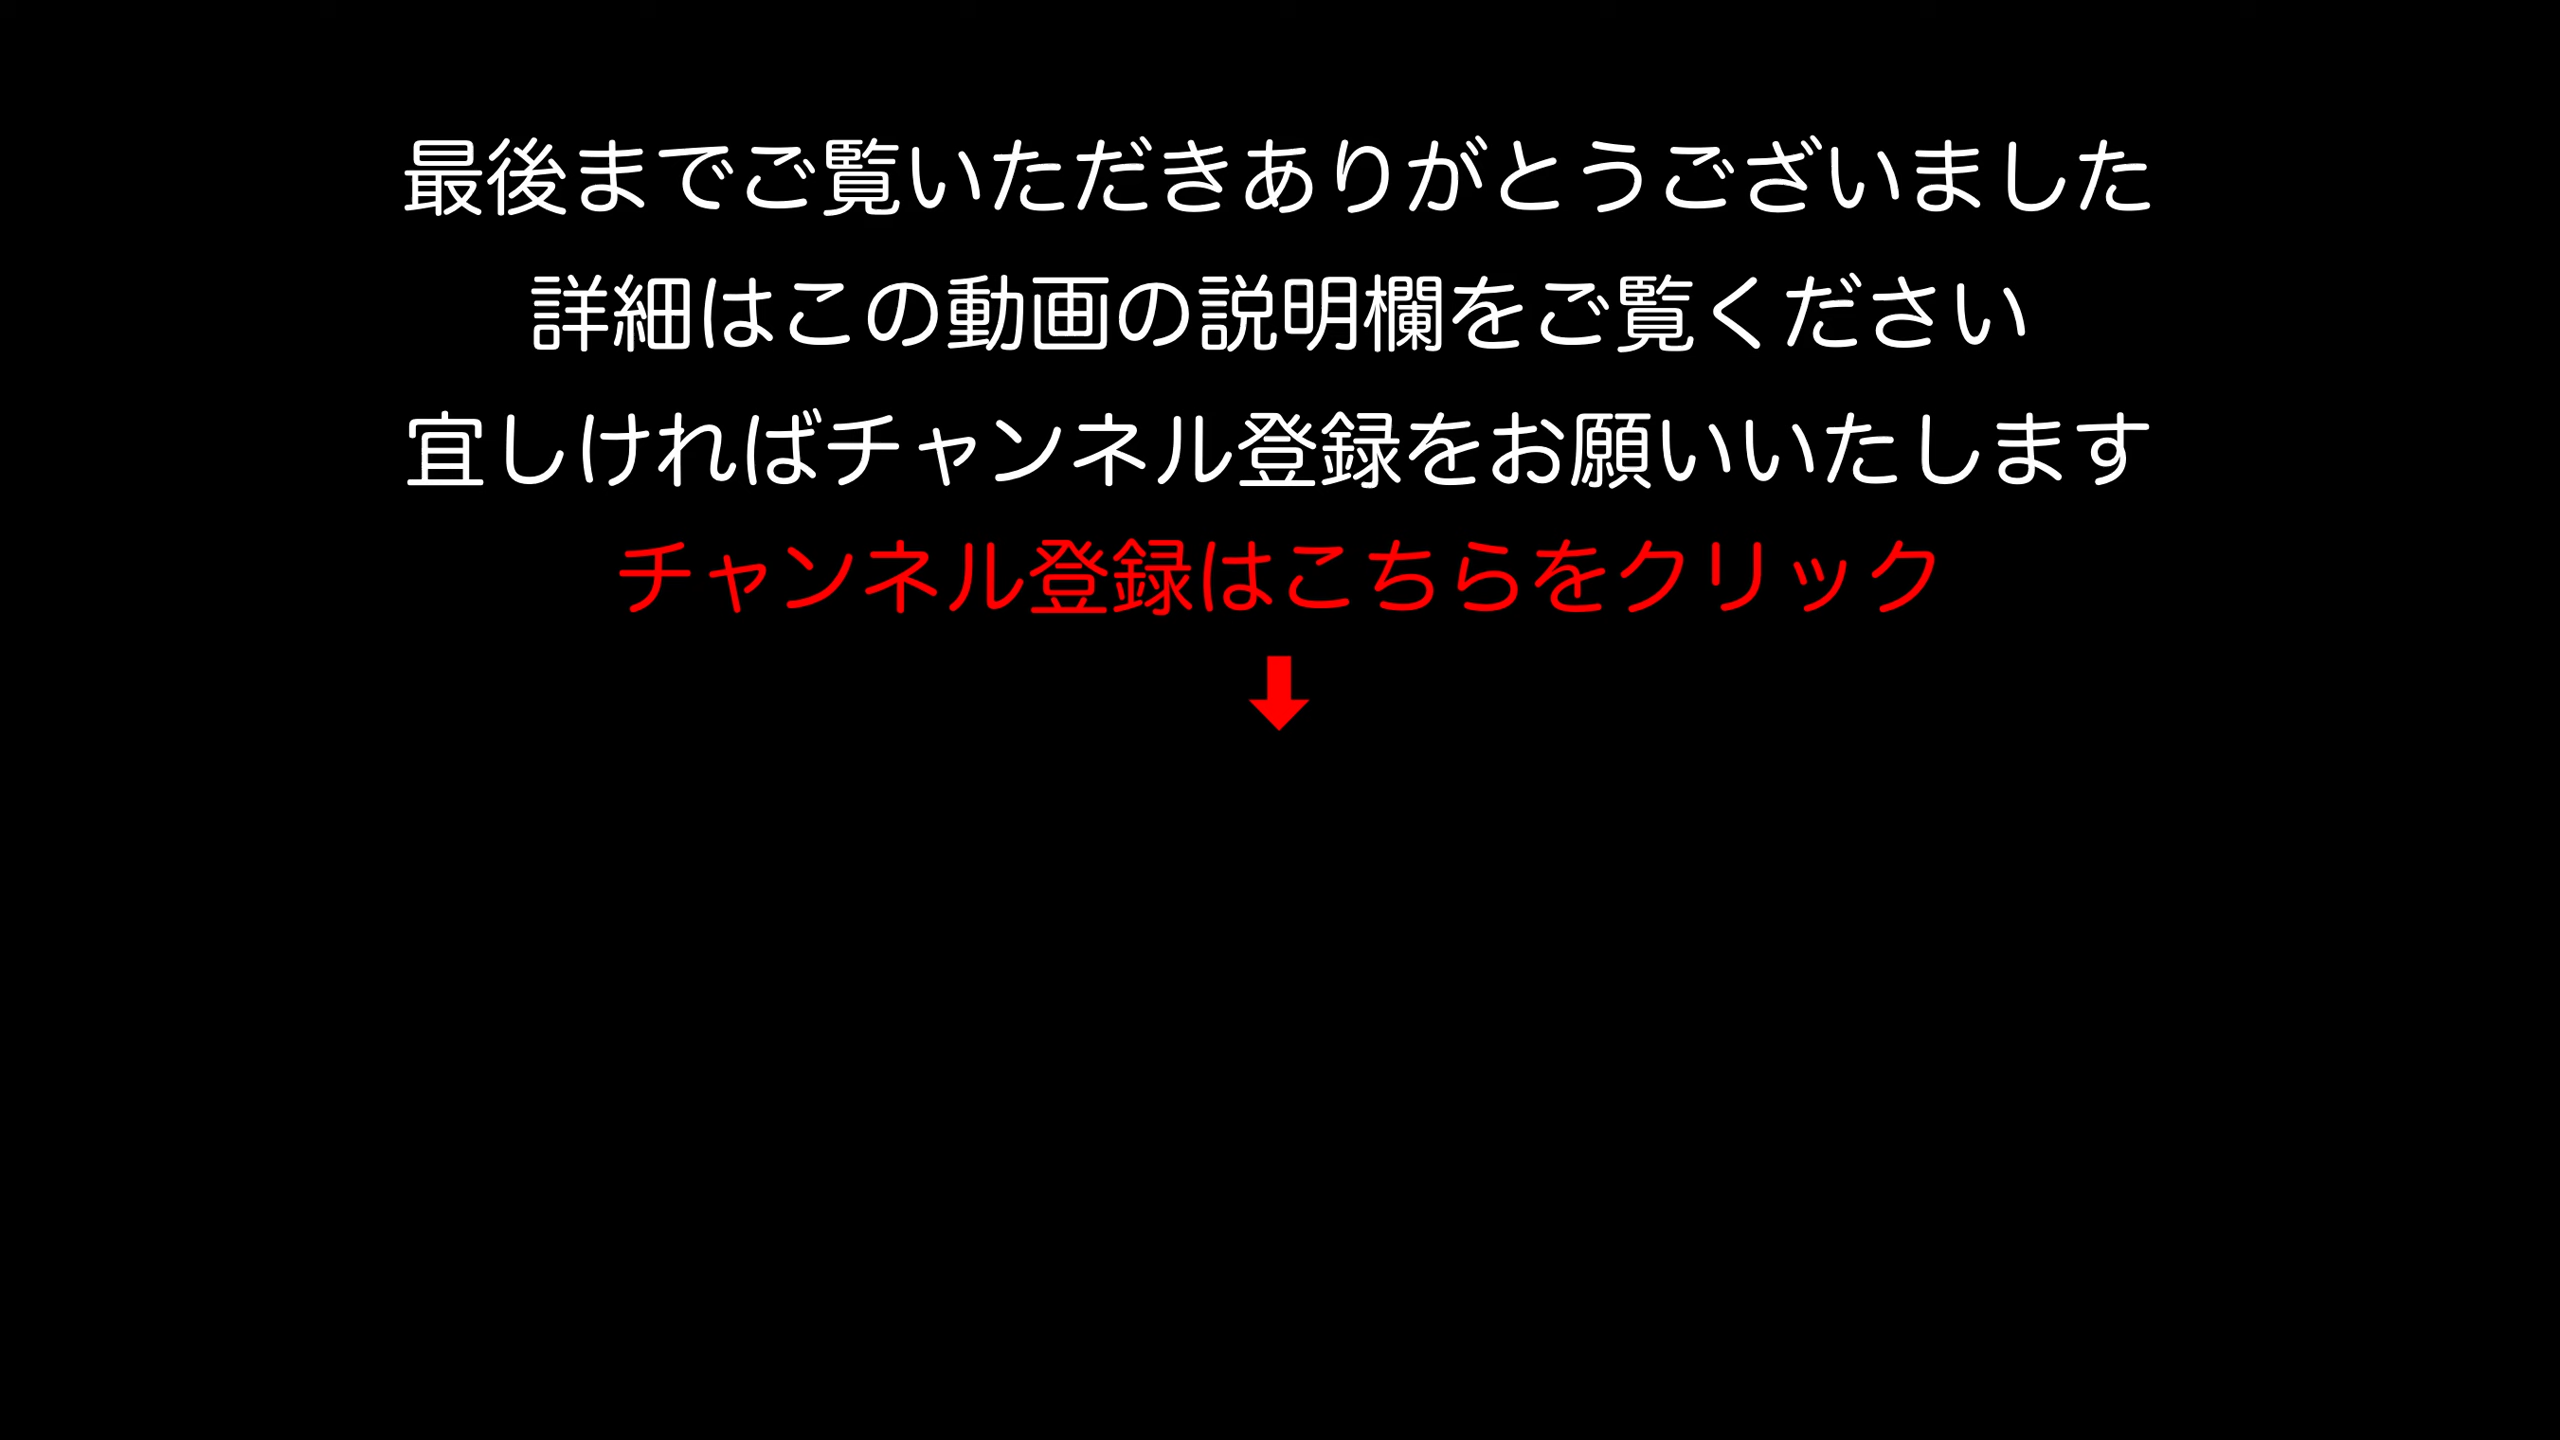 最後までご覧いただきありがとうございました
詳細はこの動画の説明欄をご覧ください
宜しければチャンネル登録をお願いいたします
チャンネル登録はこちらをクリック